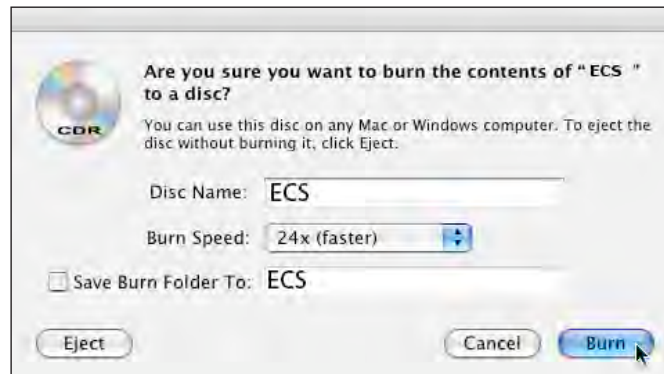 Are you sure you want to burn the contents of “ECS ”
to a disc?
CDR
You can use this disc on any Mac or Windows computer. To eject the
disc without burning it, click Eject.
Disc Name: ECS
Burn Speed: 24x (faster)
Save Burn Folder To: ECS
Eject Cancel Burn